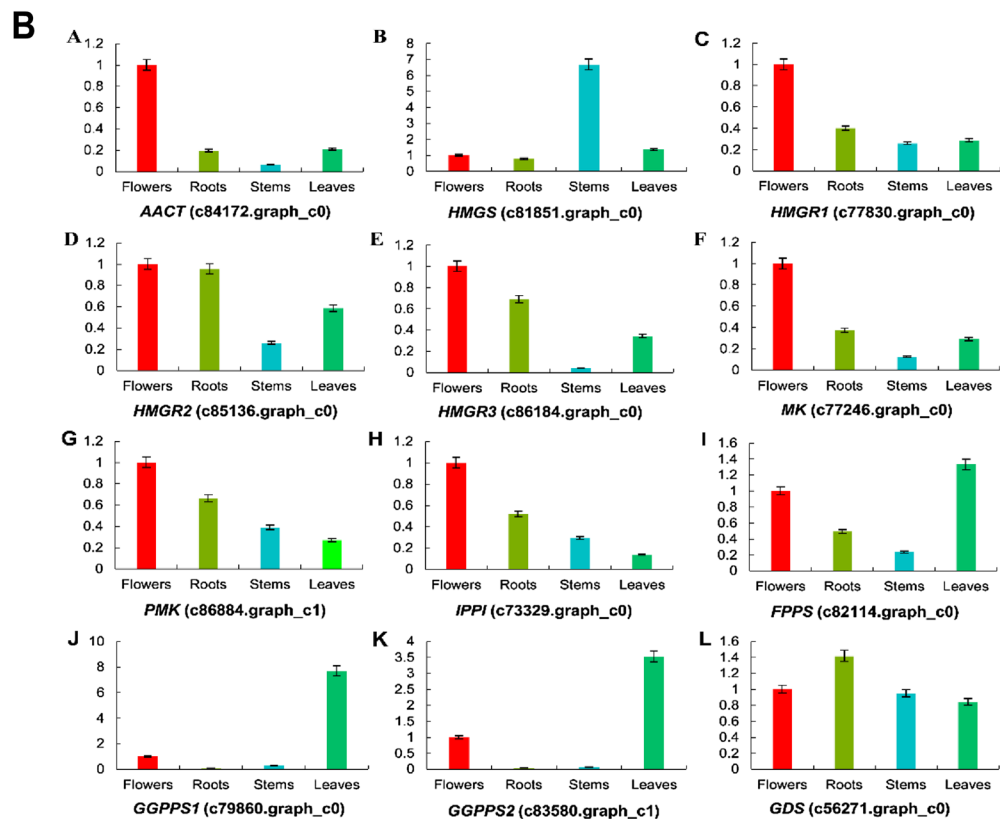 B
A
1.2
1
0.8
0.6
0.4
0.2
0
Flowers Roots Stems Leaves
AACT (c84172.graph_c0)
B
8
7
6
5
4
3
2
1
0
Flowers Roots Stems Leaves
HMGS (c81851.graph_c0)
C
1.2
1
0.8
0.6
0.4
0.2
0
Flowers Roots Stems Leaves
HMGR1 (c77830.graph_c0)
D
1.2
1
0.8
0.6
0.4
0.2
0
Flowers Roots Stems Leaves
HMGR2 (c85136.graph_c0)
E
1.2
1
0.8
0.6
0.4
0.2
0
Flowers Roots Stems Leaves
HMGR3 (c86184.graph_c0)
F
1.2
1
0.8
0.6
0.4
0.2
0
Flowers Roots Stems Leaves
MK (c77246.graph_c0)
G
1.2
1
0.8
0.6
0.4
0.2
0
Flowers Roots Stems Leaves
PMK (c86884.graph_c1)
H
1.2
1
0.8
0.6
0.4
0.2
0
Flowers Roots Stems Leaves
IPPI (c73329.graph_c0)
I
1.6
1.4
1.2
1
0.8
0.6
0.4
0.2
0
Flowers Roots Stems Leaves
FPPS (c82114.graph_c0)
J
10
8
6
4
2
0
Flowers Roots Stems Leaves
GGPPS1 (c79860.graph_c0)
K
4
3.5
3
2.5
2
1.5
1
0.5
0
Flowers Roots Stems Leaves
GGPPS2 (c83580.graph_c1)
L
1.6
1.4
1.2
1
0.8
0.6
0.4
0.2
0
Flowers Roots Stems Leaves
GDS (c56271.graph_c0)